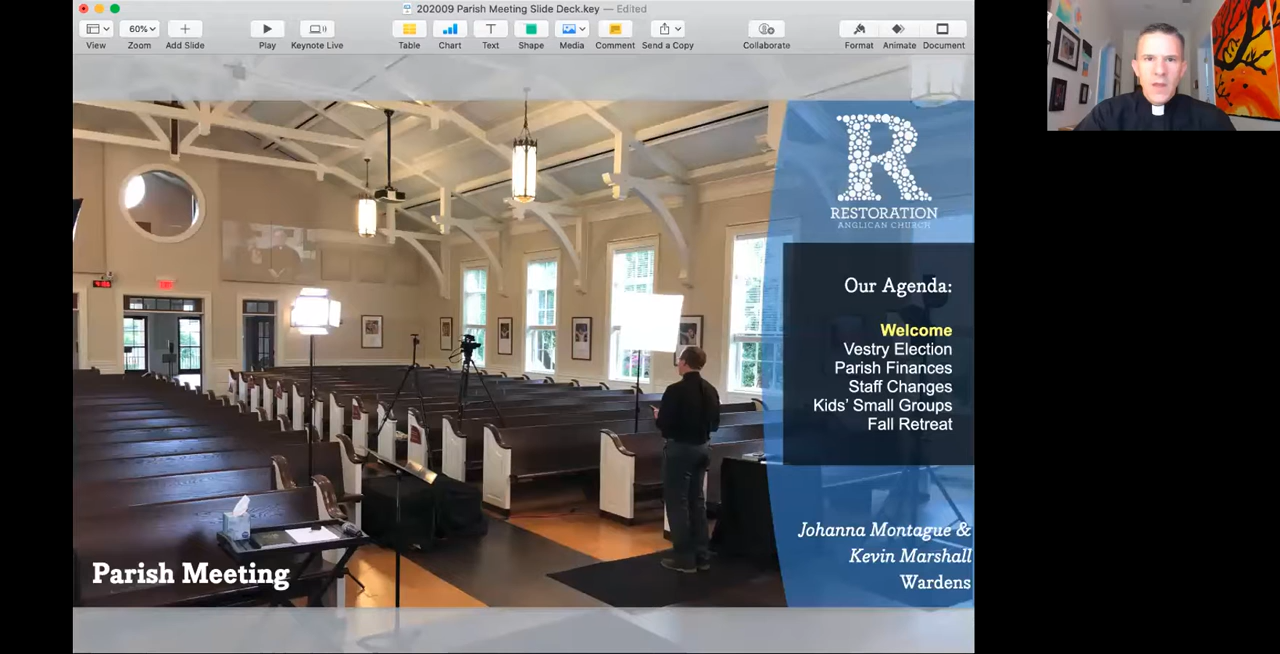 202009 Parish Meeting Slide Deck.key — Edited
60%
View
Zoom
Add Slide
Play
Keynote Live
Table
Chart
Text
Shape
Media
Comment
Send a Copy
Collaborate
Format
Animate
Document
R
RESTORATION
ANGLICAN CHURCH
Our Agenda:
Welcome
Vestry Election
Parish Finances
Staff Changes
Kids' Small Groups
Fall Retreat
Johanna Montague &
Kevin Marshall
Wardens
Parish Meeting